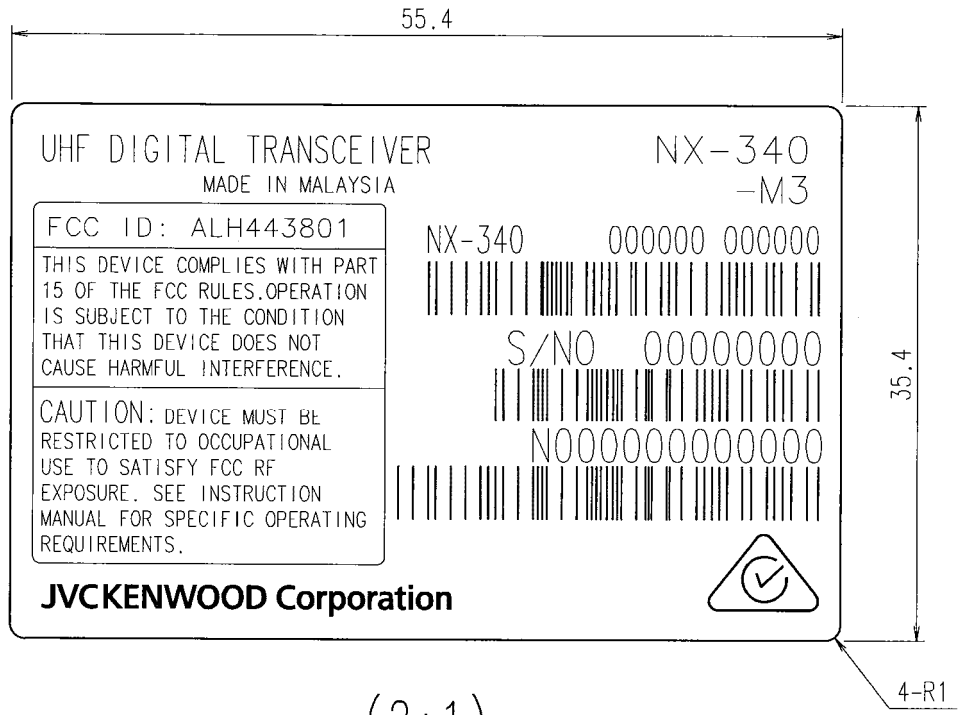 55.4
UHF DIGITAL TRANSCEIVER
NX-340
MADE IN MALAYSIA
-M3
FCC ID: ALH443801
THIS DEVICE COMPLIES WITH PART
15 OF THE FCC RULES.OPERATION
IS SUBJECT TO THE CONDITION
THAT THIS DEVICE DOES NOT
CAUSE HARMFUL INTERFERENCE.
CAUTION: DEVICE MUST BE
RESTRICTED TO OCCUPATIONAL
USE TO SATISFY FCC RF
EXPOSURE. SEE INSTRUCTION
MANUAL FOR SPECIFIC OPERATING
REQUIREMENTS.
NX-340 000000 000000
S/NO 00000000
N000000000000
JVCKENWOOD Corporation
35.4
4-R1
(2:1)